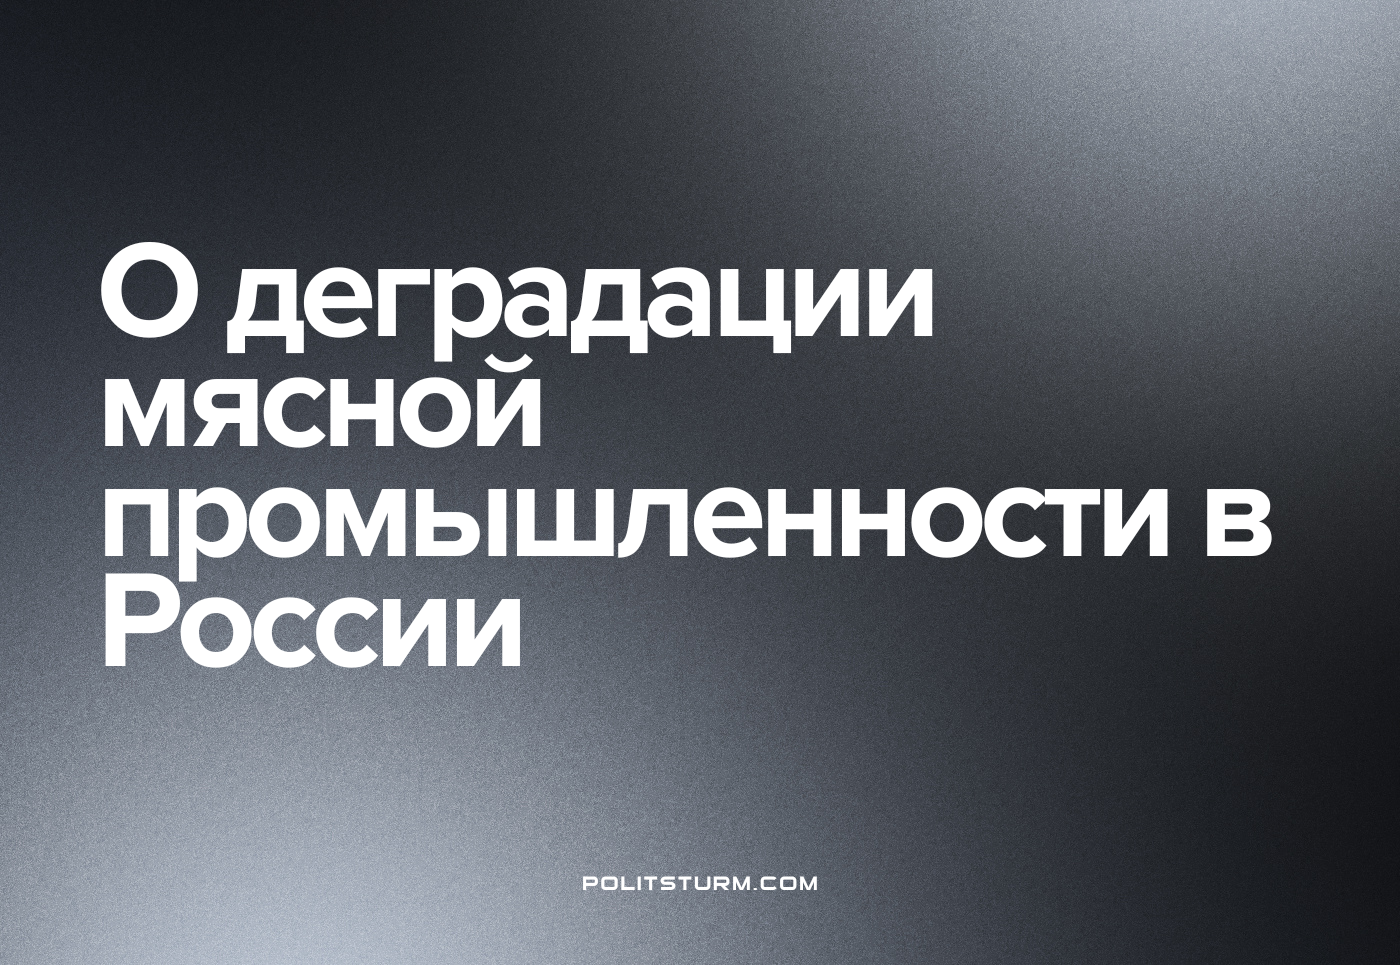 О деградации
мясной
промышленности в
России
POLITSTURM.COM